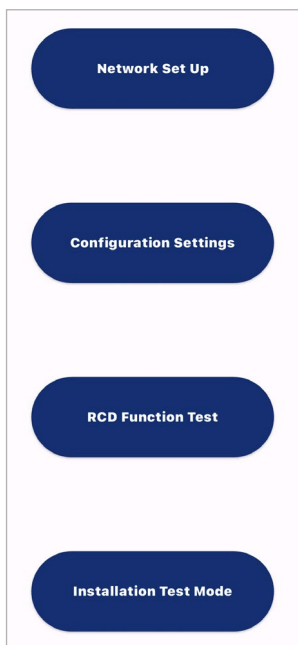 Network Set Up
Configuration Settings
RCD Function Test
Installation Test Mode